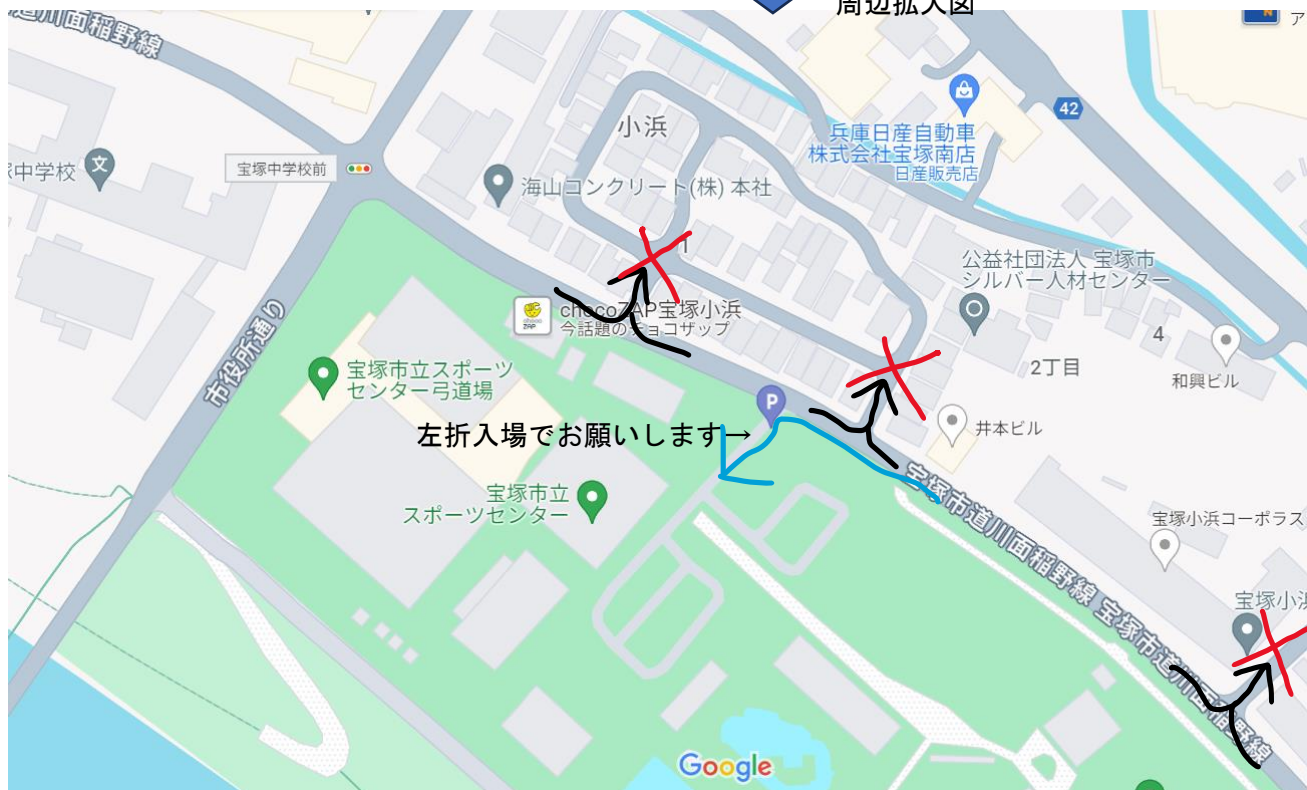 周辺拡大図
道川面稲野線
ア
42
小浜
兵庫日産自動車
株式会社宝塚南店
日産販売店
宝塚中学校前
中学校
文
海山コンクリート(株) 本社
公益社団法人 宝塚市
シルバー人材センター
chocoZAP宝塚小浜
今話題のチョコザップ
4
2丁目
和興ビル
市役所通り
宝塚市立スポーツ
センター弓道場
P
井本ビル
左折入場でお願いします→
宝塚市立
スポーツセンター
宝塚市道川面稲野線
宝塚小浜コーポラス
宝塚市道川面稲野線
宝塚小浜
Google